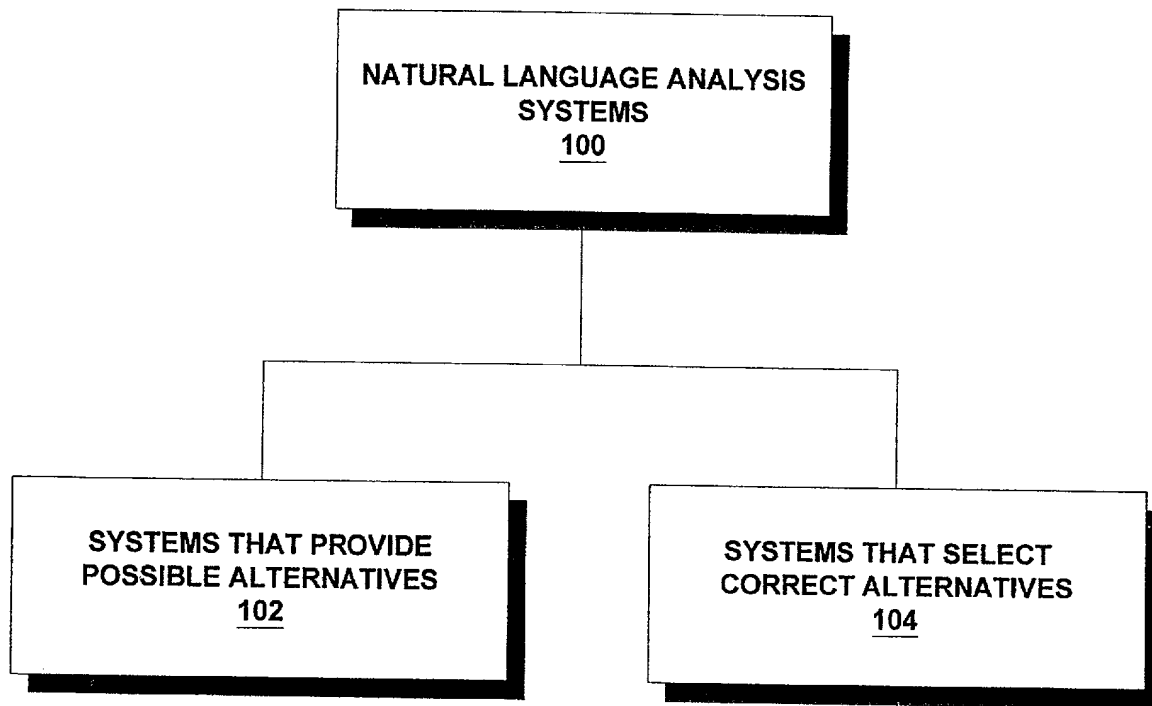 NATURAL LANGUAGE ANALYSIS
SYSTEMS
100
SYSTEMS THAT PROVIDE
POSSIBLE ALTERNATIVES
102
SYSTEMS THAT SELECT
CORRECT ALTERNATIVES
104